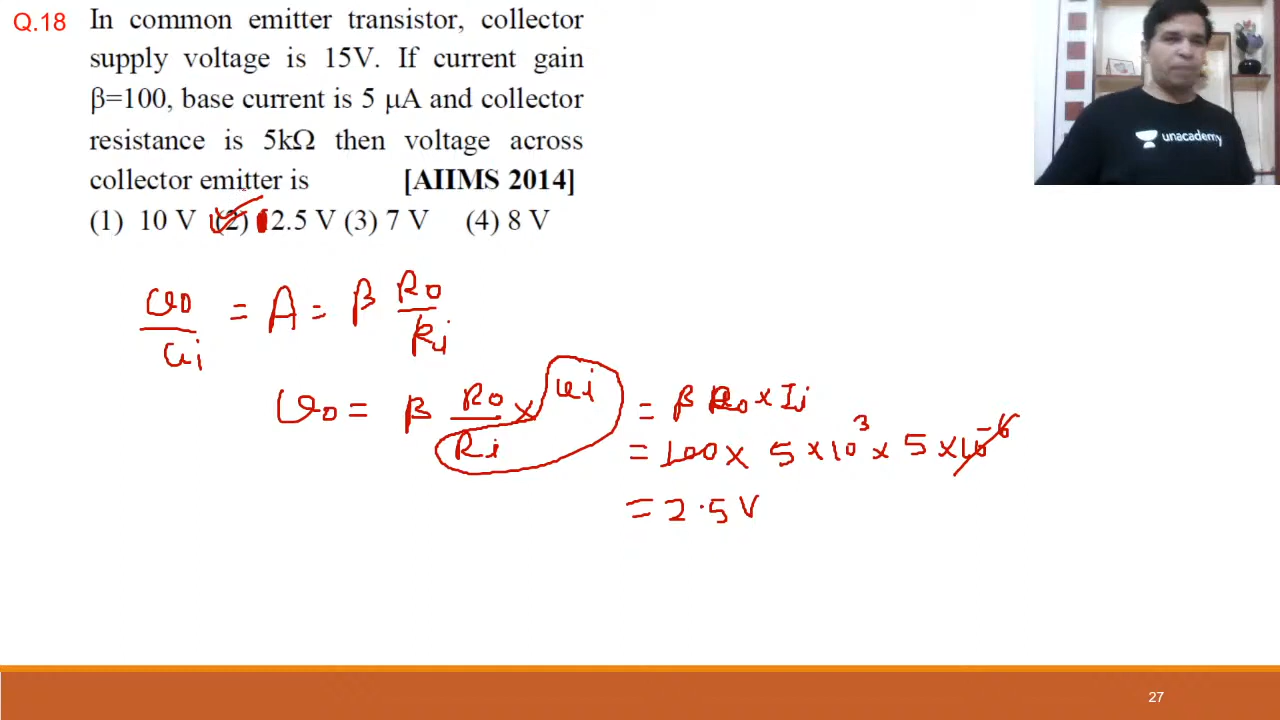 Q.18 In common emitter transistor, collector
supply voltage is 15V. If current gain
β=100, base current is 5 μA and collector
resistance is 5kΩ then voltage across
collector emitter is [AIIMS 2014]
(1) 10 V (2) 2.5 V (3) 7 V (4) 8 V
unacademy
v0/vi = A = β R0/Ri
v0 = β R0/Ri × vi = β R0 × Ii
= 100 × 5 × 10³ × 5 × 10⁻⁶
= 2.5 V
27